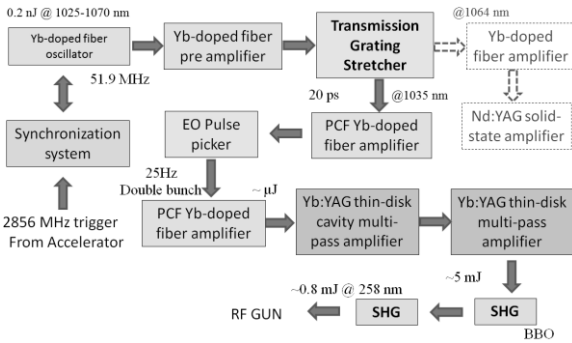 0.2 nJ @ 1025-1070 nm
Yb-doped fiber
oscillator
Yb-doped fiber
pre amplifier
Transmission
Grating
Stretcher
@1064 nm
Yb-doped
fiber amplifier
51.9 MHz
20 ps
@1035 nm
Nd:YAG solid-
state amplifier
Synchronization
system
EO Pulse
picker
PCF Yb-doped
fiber amplifier
25Hz
Double bunch
~ μJ
2856 MHz trigger
From Accelerator
PCF Yb-doped
fiber amplifier
Yb:YAG thin-disk
cavity multi-
pass amplifier
Yb:YAG thin-disk
multi-pass
amplifier
~5 mJ
~0.8 mJ @ 258 nm
RF GUN
SHG
SHG
BBO